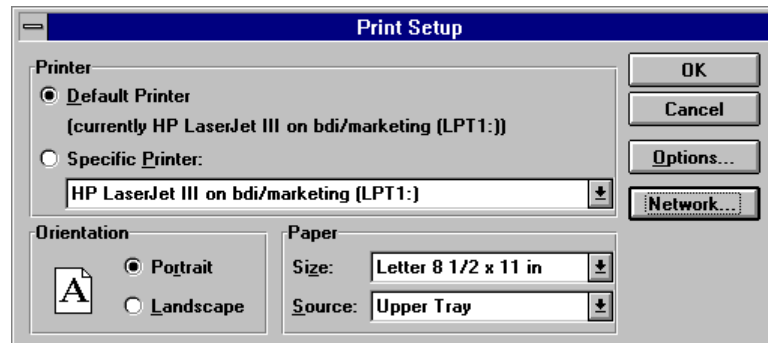 Print Setup
Printer
Default Printer
(currently HP LaserJet III on bdi/marketing (LPT1:))
Specific Printer:
HP LaserJet III on bdi/marketing (LPT1:)
OK
Cancel
Options...
Network...
Orientation
A
Portrait
Landscape
Paper
Size: Letter 8 1/2 x 11 in
Source: Upper Tray